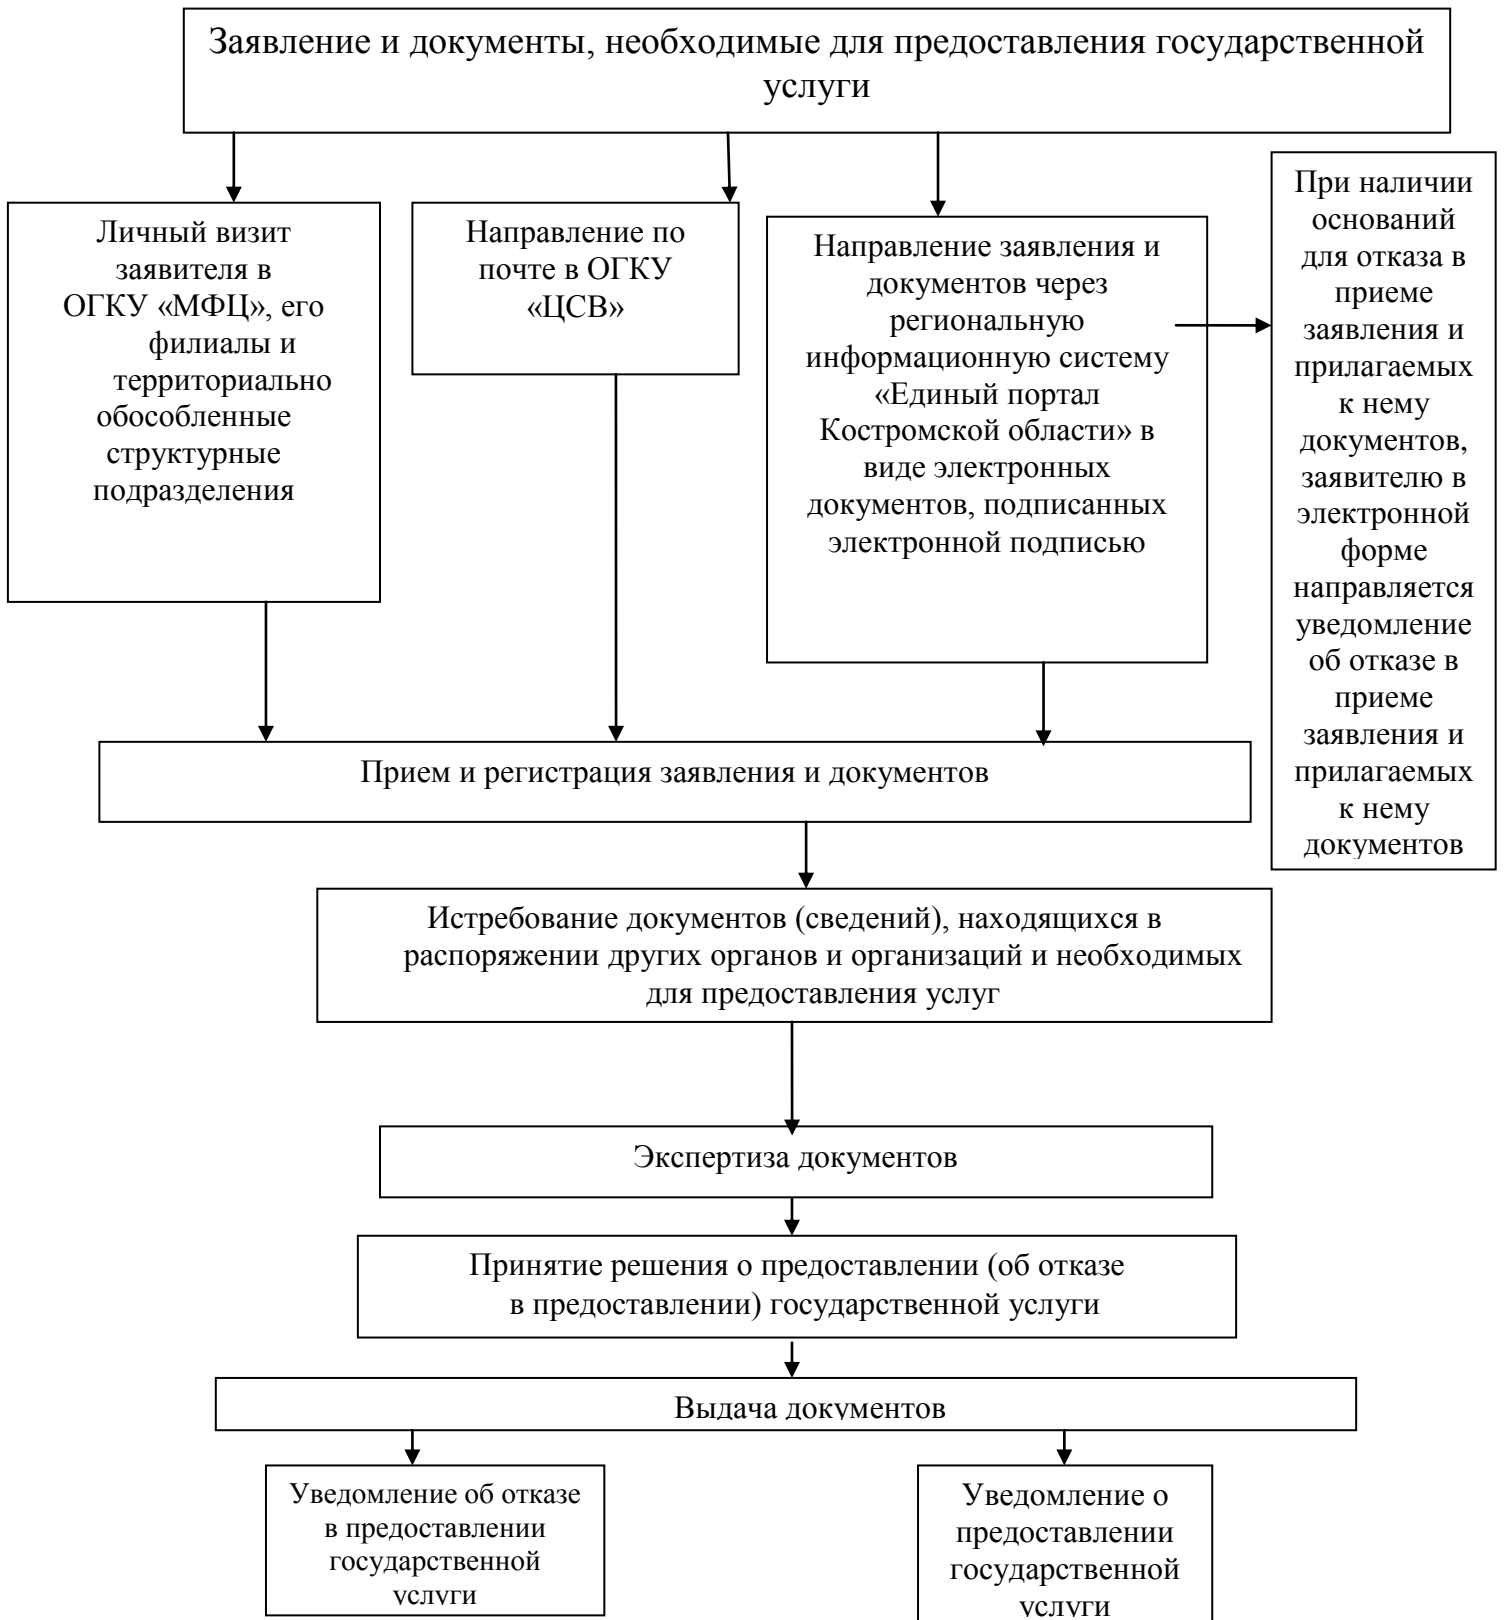 Заявление и документы, необходимые для предоставления государственной
услуги
Личный визит
заявителя в
ОГКУ «МФЦ», его
филиалы и
территориально
обособленные
структурные
подразделения
Направление по
почте в ОГКУ
«ЦСВ»
Направление заявления и
документов через
региональную
информационную систему
«Единый портал
Костромской области» в
виде электронных
документов, подписанных
электронной подписью
При наличии
оснований
для отказа в
приеме
заявления и
прилагаемых
к нему
документов,
заявителю в
электронной
форме
направляется
уведомление
об отказе в
приеме
заявления и
прилагаемых
к нему
документов
Прием и регистрация заявления и документов
Истребование документов (сведений), находящихся в
распоряжении других органов и организаций и необходимых
для предоставления услуг
Экспертиза документов
Принятие решения о предоставлении (об отказе
в предоставлении) государственной услуги
Выдача документов
Уведомление об отказе
в предоставлении
государственной
услуги
Уведомление о
предоставлении
государственной
услуги